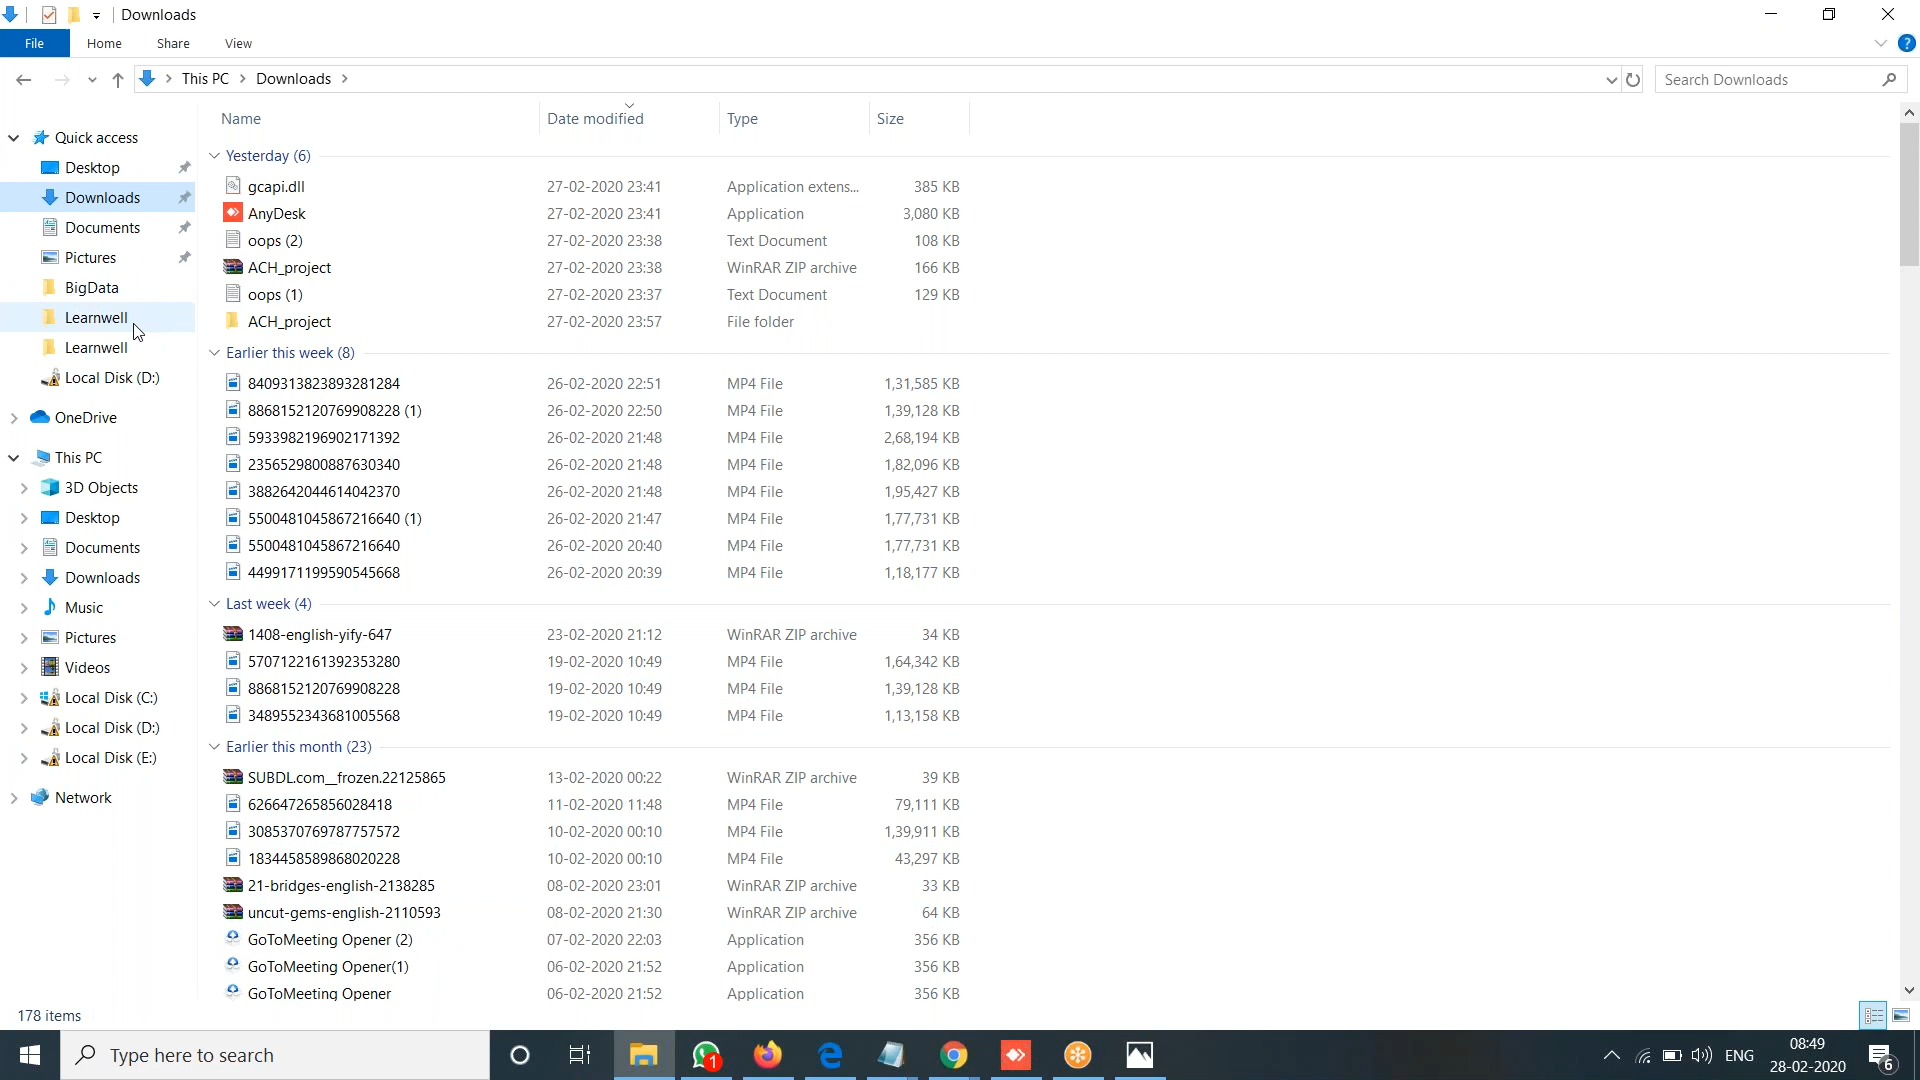 Downloads
File Home Share View
This PC Downloads
Search Downloads
Name Date modified Type Size
Quick access
Desktop
Downloads
Documents
Pictures
BigData
Learnwell
Learnwell
Local Disk (D:)
OneDrive
This PC
3D Objects
Desktop
Documents
Downloads
Music
Pictures
Videos
Local Disk (C:)
Local Disk (D:)
Local Disk (E:)
Network
Yesterday (6)
gcapi.dll 27-02-2020 23:41 Application extens... 385 KB
AnyDesk 27-02-2020 23:41 Application 3,080 KB
oops (2) 27-02-2020 23:38 Text Document 108 KB
ACH_project 27-02-2020 23:38 WinRAR ZIP archive 166 KB
oops (1) 27-02-2020 23:37 Text Document 129 KB
ACH_project 27-02-2020 23:57 File folder
Earlier this week (8)
8409313823893281284 26-02-2020 22:51 MP4 File 1,31,585 KB
8868152120769908228 (1) 26-02-2020 22:50 MP4 File 1,39,128 KB
5933982196902171392 26-02-2020 21:48 MP4 File 2,68,194 KB
2356529800887630340 26-02-2020 21:48 MP4 File 1,82,096 KB
3882642044614042370 26-02-2020 21:48 MP4 File 1,95,427 KB
5500481045867216640 (1) 26-02-2020 21:47 MP4 File 1,77,731 KB
5500481045867216640 26-02-2020 20:40 MP4 File 1,77,731 KB
4499171199590545668 26-02-2020 20:39 MP4 File 1,18,177 KB
Last week (4)
1408-english-yify-647 23-02-2020 21:12 WinRAR ZIP archive 34 KB
5707122161392353280 19-02-2020 10:49 MP4 File 1,64,342 KB
8868152120769908228 19-02-2020 10:49 MP4 File 1,39,128 KB
3489552343681005568 19-02-2020 10:49 MP4 File 1,13,158 KB
Earlier this month (23)
SUBDL.com__frozen.22125865 13-02-2020 00:22 WinRAR ZIP archive 39 KB
626647265856028418 11-02-2020 11:48 MP4 File 79,111 KB
3085370769787757572 10-02-2020 00:10 MP4 File 1,39,911 KB
1834458589868020228 10-02-2020 00:10 MP4 File 43,297 KB
21-bridges-english-2138285 08-02-2020 23:01 WinRAR ZIP archive 33 KB
uncut-gems-english-2110593 08-02-2020 21:30 WinRAR ZIP archive 64 KB
GoToMeeting Opener (2) 07-02-2020 22:03 Application 356 KB
GoToMeeting Opener(1) 06-02-2020 21:52 Application 356 KB
GoToMeeting Opener 06-02-2020 21:52 Application 356 KB
178 items
Type here to search
1
ENG
08:49
28-02-2020
6